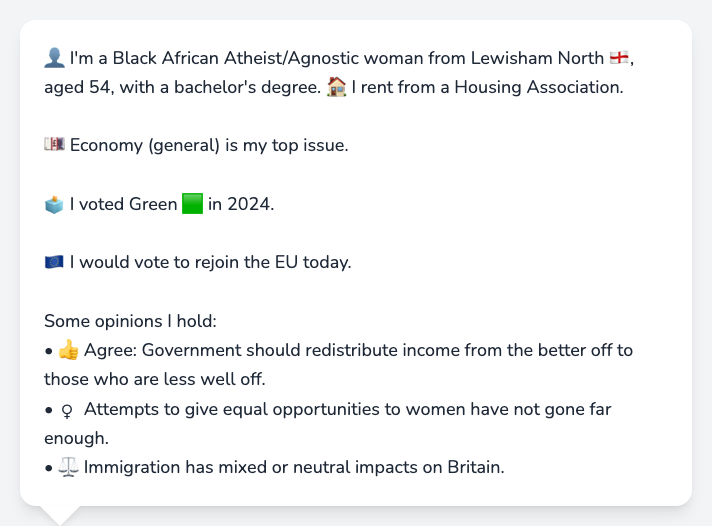 👤 I'm a Black African Atheist/Agnostic woman from Lewisham North 🏴󠁧󠁢󠁥󠁮󠁧󠁿,
aged 54, with a bachelor's degree. 🏠 I rent from a Housing Association.
💷 Economy (general) is my top issue.
🗳️ I voted Green 🟩 in 2024.
🇪🇺 I would vote to rejoin the EU today.
Some opinions I hold:
• 👍 Agree: Government should redistribute income from the better off to
those who are less well off.
• ♀ Attempts to give equal opportunities to women have not gone far
enough.
• ⚖️ Immigration has mixed or neutral impacts on Britain.